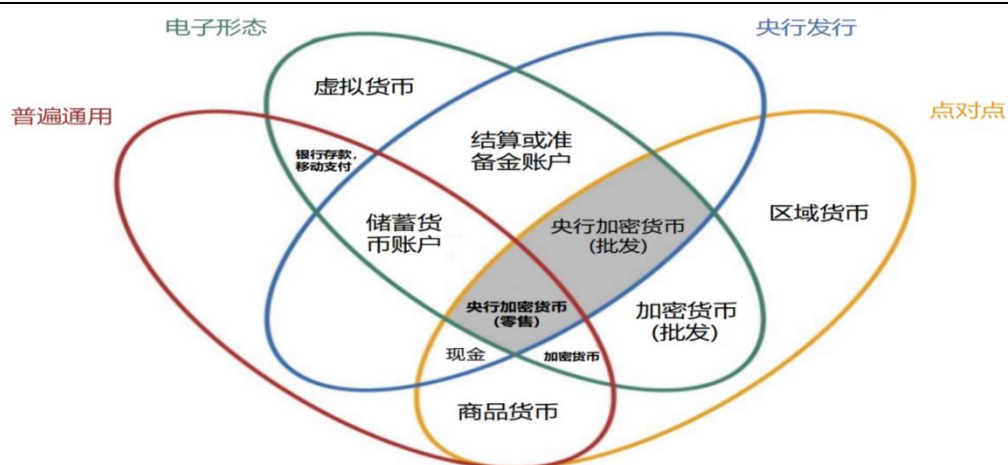 电子形态
央行发行
普遍通用
点对点
虚拟货币
银行存款，
移动支付
结算或准
备金账户
储蓄货
币账户
央行加密货币
(批发)
区域货币
央行加密货币
(零售)
加密货币
(批发)
现金
加密货币
商品货币